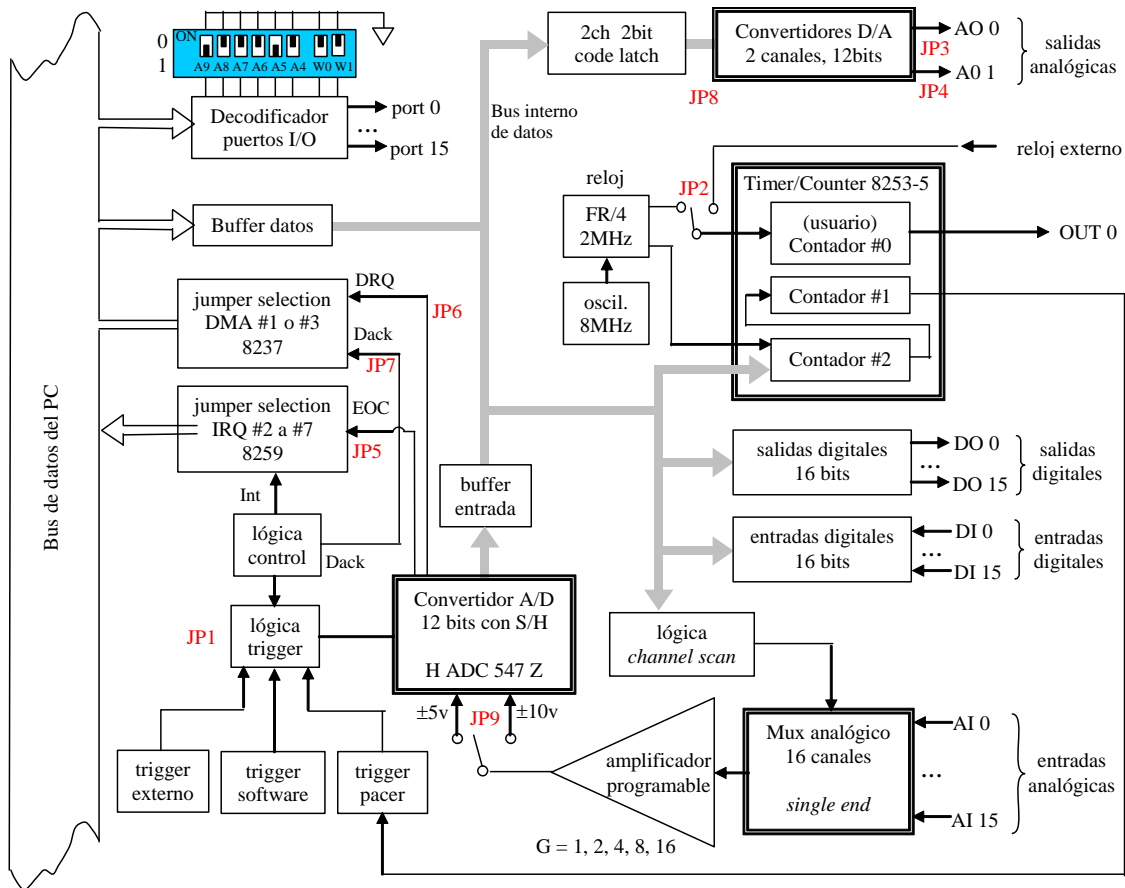 0
1
ON
A9 A8 A7 A6 A5 A4 W0 W1
Decodificador
puertos I/O
port 0
...
port 15
2ch 2bit
code latch
Convertidores D/A
2 canales, 12bits
AO 0
A0 1
JP3
JP4
JP8
salidas
analógicas
Bus interno
de datos
Buffer datos
reloj
FR/4
2MHz
oscil.
8MHz
JP2
reloj externo
Timer/Counter 8253-5
(usuario)
Contador #0
OUT 0
Contador #1
Contador #2
jumper selection
DMA #1 o #3
8237
DRQ
JP6
Dack
JP7
jumper selection
IRQ #2 a #7
8259
EOC
JP5
Int
Bus de datos del PC
lógica
control
Dack
buffer
entrada
salidas digitales
16 bits
DO 0
...
DO 15
salidas
digitales
entradas digitales
16 bits
DI 0
...
DI 15
entradas
digitales
JP1
lógica
trigger
Convertidor A/D
12 bits con S/H
H ADC 547 Z
lógica
channel scan
±5v
JP9
±10v
trigger
externo
trigger
software
trigger
pacer
amplificador
programable
G = 1, 2, 4, 8, 16
Mux analógico
16 canales
single end
AI 0
...
AI 15
entradas
analógicas